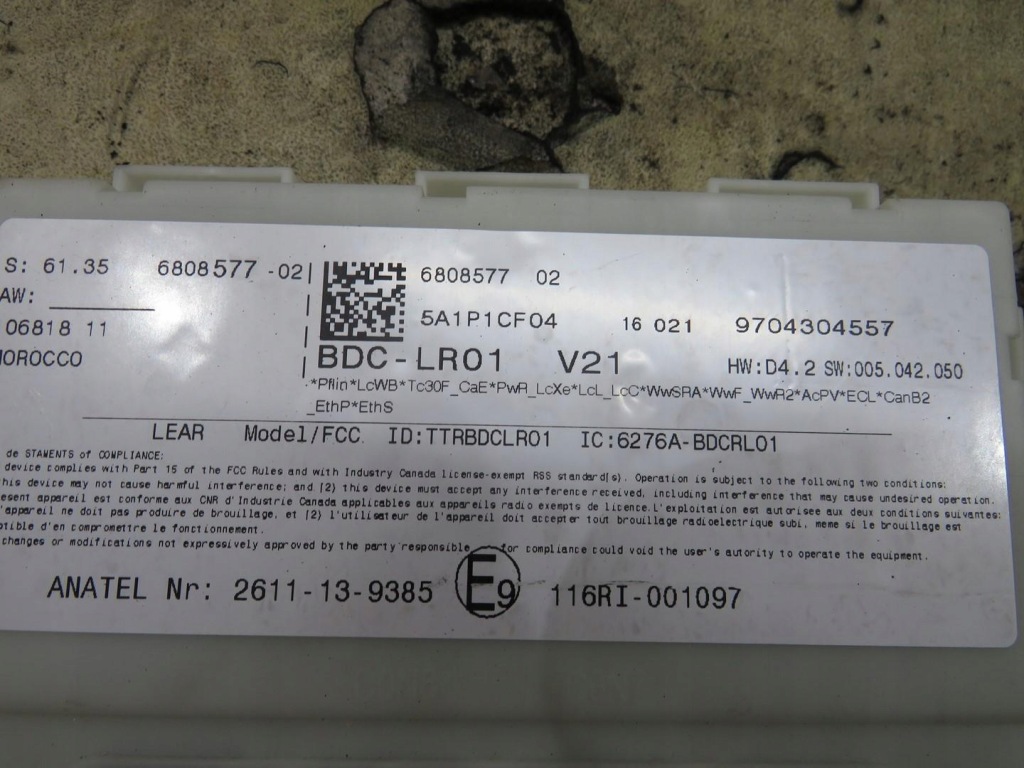 S: 61.35 6808577 -02| 6808577 02
AW:
06818 11 5A1P1CF04 16 021 9704304557
MOROCCO BDC-LR01 V21 HW:D4.2 SW:005.042.050
*Pflin*LcWB*Tc30F_CaE*PwR_LcXe*LcL_LcC*WwSRA*WwF_WwR2*AcPV*ECL*CanB2
_EthP*EthS
LEAR Model/FCC ID:TTRBDCLR01 IC:6276A-BDCRL01
de STAMENTS of COMPLIANCE:
device complies with Part 15 of the FCC Rules and with Industry Canada license-exempt RSS standard(s). Operation is subject to the following two conditions:
his device may not cause harmful interference; and [2) this device must accept any interference received, including interference that may cause undesired operation.
esent appareil est conforme aux CNR d'Industrie Canada applicables aux appareils radio exempts de licence.L'exploitation est autorisee aux deux conditions suivantes:
'appareil ne doit pas produire de brouillage, et [2) l'utilisateur de l'appareil doit accepter tout brouillage radioelectrique subi, meme si le brouillage est
ptible d'en compromettre le fonctionnement.
changes or modifications not expressively approved by the party responsible for compliance could void the user's authority to operate the equipment.
ANATEL Nr: 2611-13-9385 E9 116RI-001097